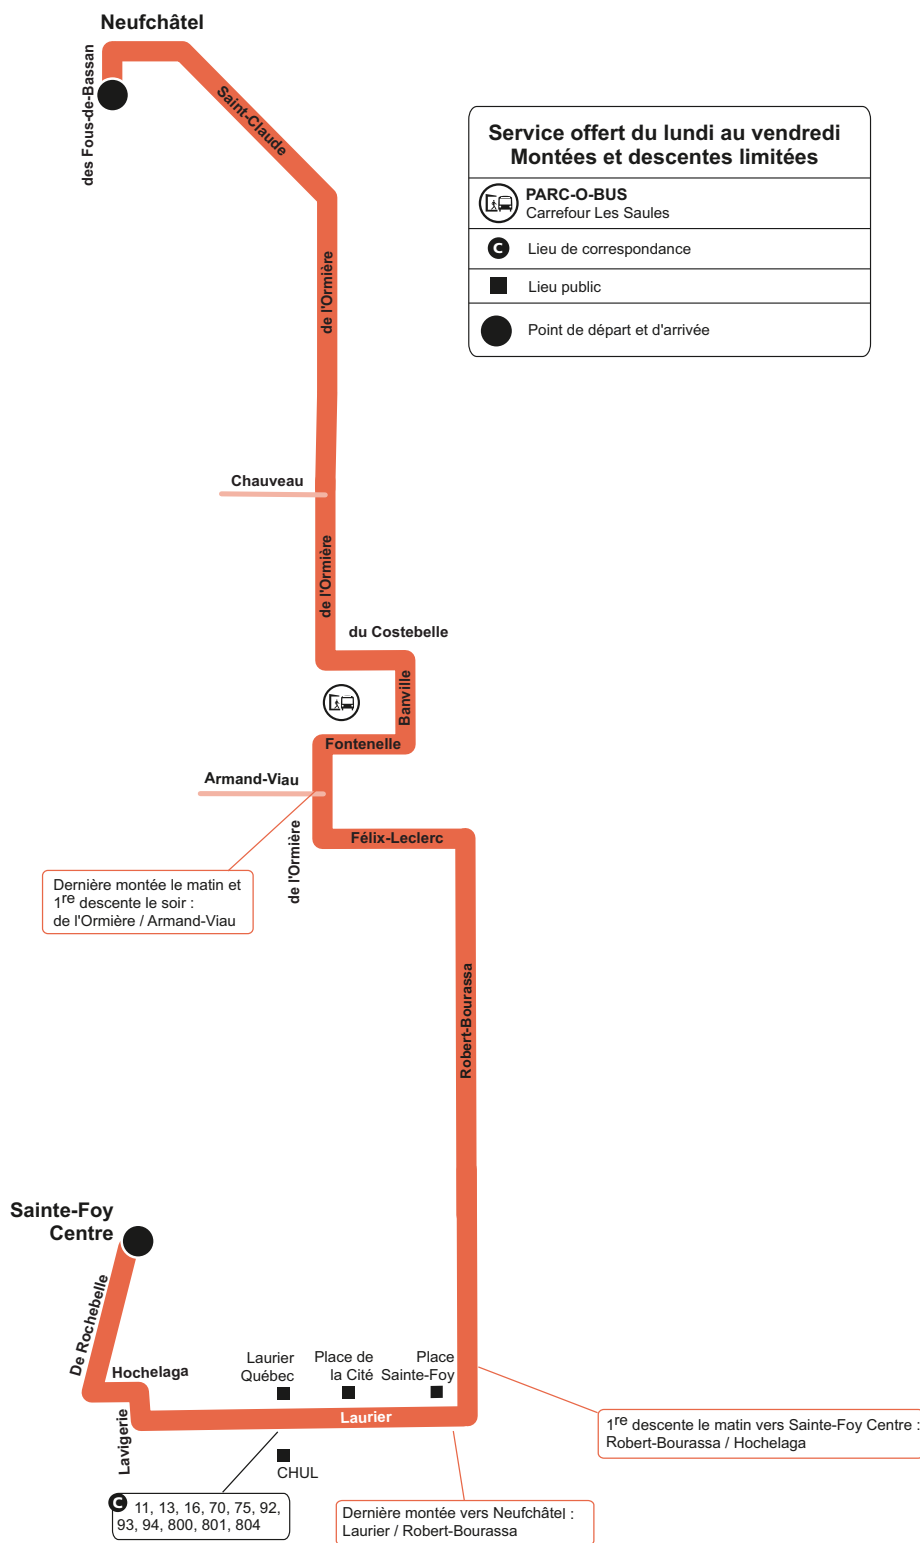 Neufchâtel
des Fous-de-Bassan
Saint-Claude
Service offert du lundi au vendredi
Montées et descentes limitées
PARC-O-BUS
Carrefour Les Saules
C Lieu de correspondance
Lieu public
Point de départ et d'arrivée
de l'Ormière
Chauveau
de l'Ormière
du Costebelle
Banville
Fontenelle
Armand-Viau
Félix-Leclerc
de l'Ormière
Dernière montée le matin et
1re descente le soir :
de l'Ormière / Armand-Viau
Robert-Bourassa
Sainte-Foy
Centre
De Rochebelle
Hochelaga
Lavigerie
Laurier
Québec
Place de
la Cité
Place
Sainte-Foy
Laurier
CHUL
1re descente le matin vers Sainte-Foy Centre :
Robert-Bourassa / Hochelaga
C 11, 13, 16, 70, 75, 92,
93, 94, 800, 801, 804
Dernière montée vers Neufchâtel :
Laurier / Robert-Bourassa